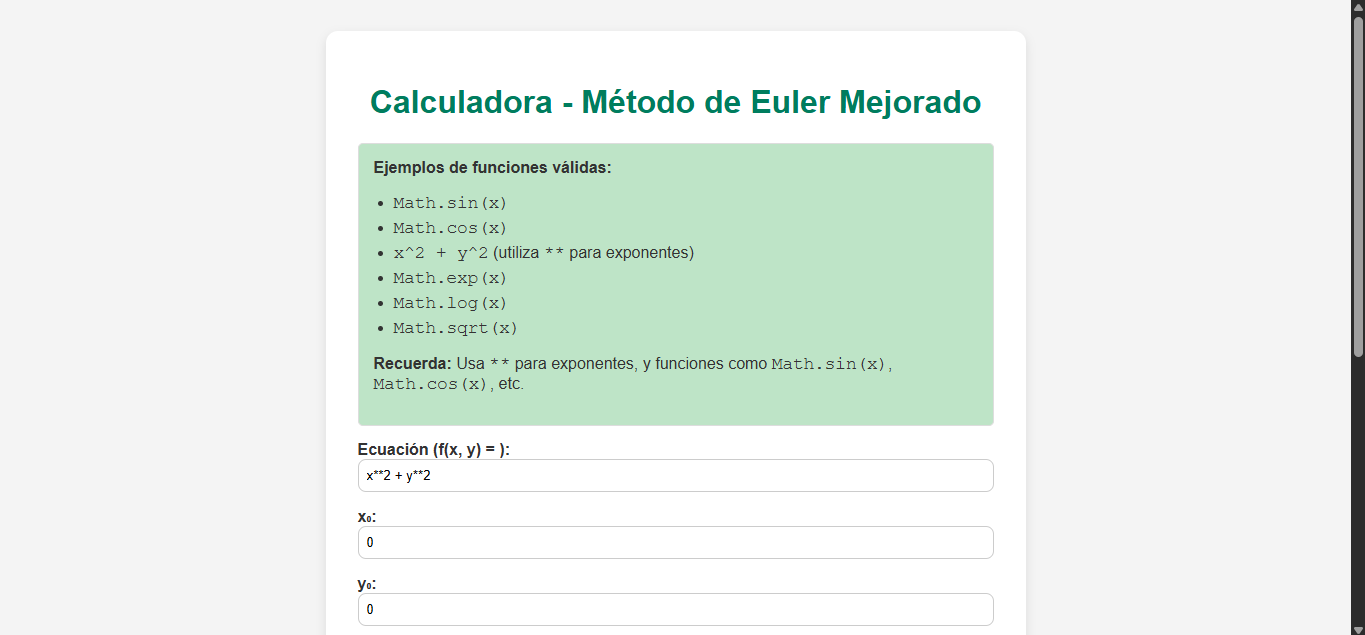 Calculadora - Método de Euler Mejorado
Ejemplos de funciones válidas:
Math.sin(x)
Math.cos(x)
x^2 + y^2 (utiliza ** para exponentes)
Math.exp(x)
Math.log(x)
Math.sqrt(x)
Recuerda: Usa ** para exponentes, y funciones como Math.sin(x),
Math.cos(x), etc.
Ecuación (f(x, y) = ):
x**2 + y**2
x₀:
0
y₀:
0